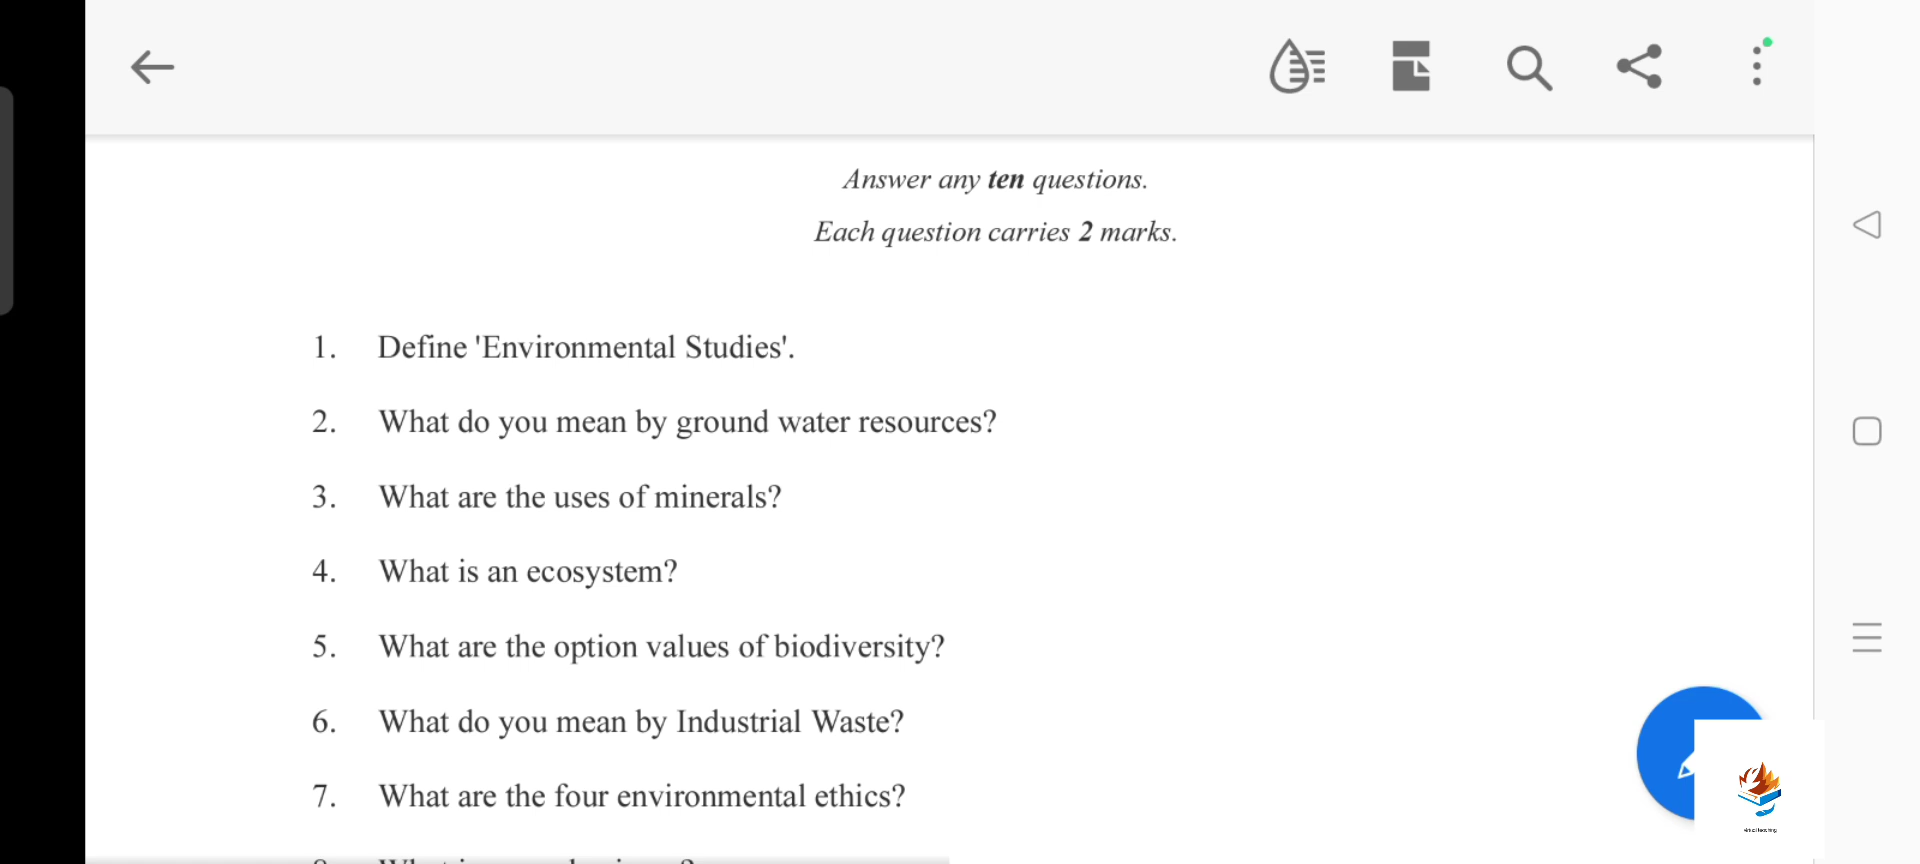 Answer any ten questions.
Each question carries 2 marks.
1. Define 'Environmental Studies'.
2. What do you mean by ground water resources?
3. What are the uses of minerals?
4. What is an ecosystem?
5. What are the option values of biodiversity?
6. What do you mean by Industrial Waste?
7. What are the four environmental ethics?